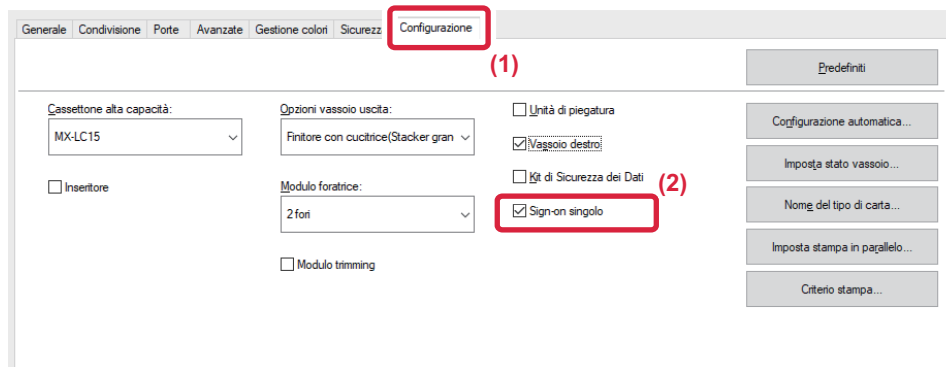 Generale Condivisione Porte Avanzate Gestione colori Sicurezz Configurazione
(1)
Predefiniti
Cassettone alta capacità:
MX-LC15
Inseritore
Opzioni vassoio uscita:
Finitore con cucitrice(Stacker gran
Modulo foratrice:
2 fori
Modulo trimming
Unità di piegatura
Vassoio destro
Kit di Sicurezza dei Dati
(2)
Sign-on singolo
Configurazione automatica...
Imposta stato vassoio...
Nome del tipo di carta...
Imposta stampa in parallelo...
Criterio stampa...